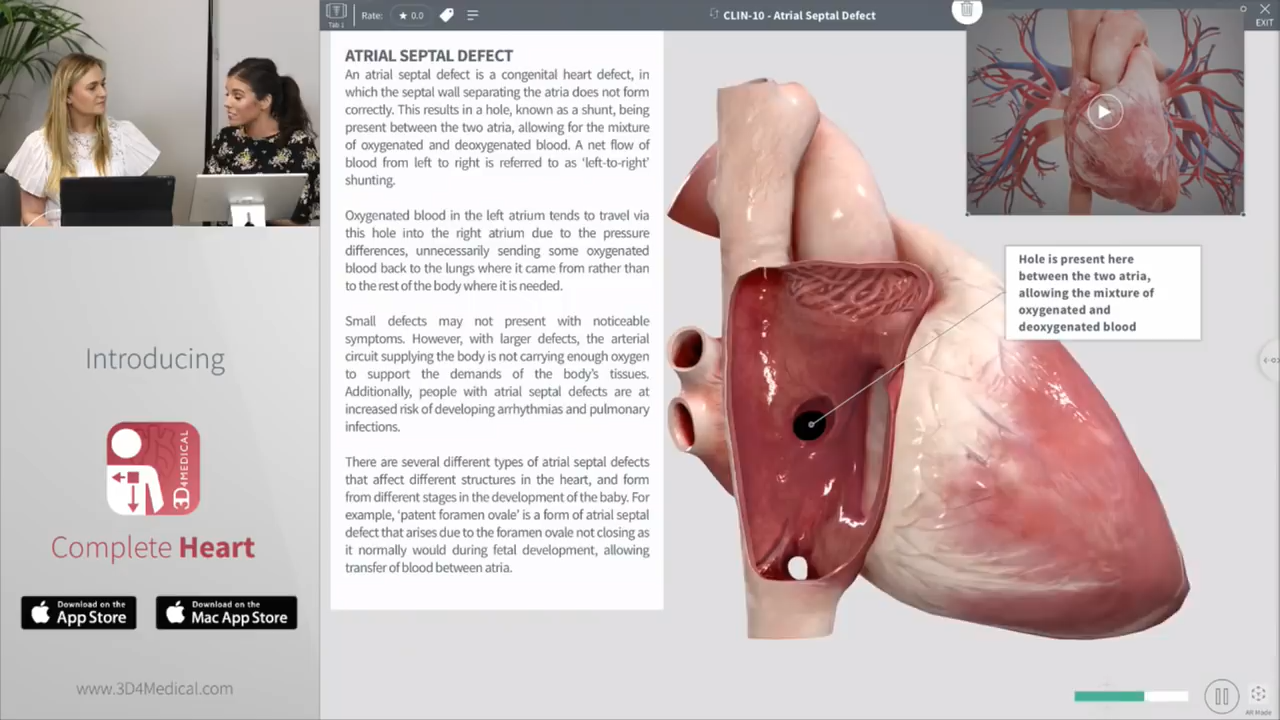 Tab 1
Rate:
★ 0.0
CLIN-10 - Atrial Septal Defect
EXIT
ATRIAL SEPTAL DEFECT
An atrial septal defect is a congenital heart defect, in
which the septal wall separating the atria does not form
correctly. This results in a hole, known as a shunt, being
present between the two atria, allowing for the mixture
of oxygenated and deoxygenated blood. A net flow of
blood from left to right is referred to as 'left-to-right'
shunting.
Oxygenated blood in the left atrium tends to travel via
this hole into the right atrium due to the pressure
differences, unnecessarily sending some oxygenated
blood back to the lungs where it came from rather than
to the rest of the body where it is needed.
Small defects may not present with noticeable
symptoms. However, with larger defects, the arterial
circuit supplying the body is not carrying enough oxygen
to support the demands of the body's tissues.
Additionally, people with atrial septal defects are at
increased risk of developing arrhythmias and pulmonary
infections.
There are several different types of atrial septal defects
that affect different structures in the heart, and form
from different stages in the development of the baby. For
example, 'patent foramen ovale' is a form of atrial septal
defect that arises due to the foramen ovale not closing as
it normally would during fetal development, allowing
transfer of blood between atria.
Hole is present here
between the two atria,
allowing the mixture of
oxygenated and
deoxygenated blood
Introducing
3D4MEDICAL
Complete Heart
Download on the
App Store
Download on the
Mac App Store
www.3D4Medical.com
AR Mode